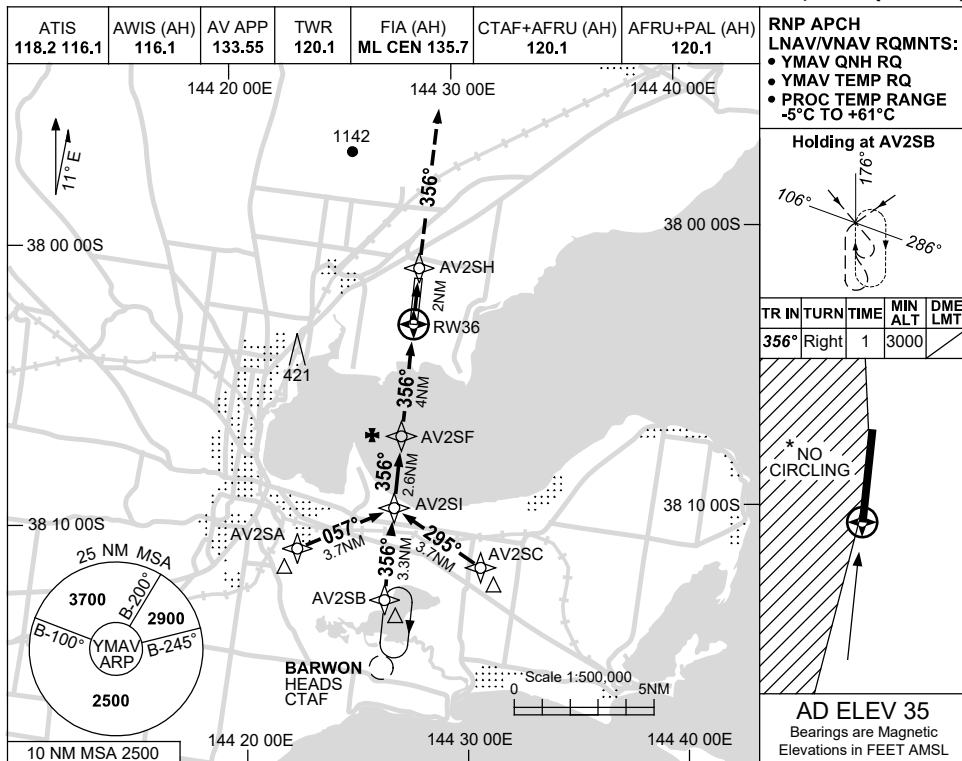 ATIS
118.2 116.1
AWIS (AH)
116.1
AV APP
133.55
TWR
120.1
FIA (AH)
ML CEN 135.7
CTAF+AFRU (AH)
120.1
AFRU+PAL (AH)
120.1
RNP APCH
LNAV/VNAV RQMNTS:
• YMAV QNH RQ
• YMAV TEMP RQ
• PROC TEMP RANGE
-5°C TO +61°C
144 20 00E
144 30 00E
144 40 00E
11° E
1142
356°
38 00 00S
38 00 00S
AV2SH
2NM
RW36
421
356°
4NM
AV2SF
356°
2.6NM
AV2SI
38 10 00S
38 10 00S
AV2SA
057°
3.7NM
295°
3.7NM
AV2SC
356°
3.3NM
AV2SB
BARWON
HEADS
CTAF
25 NM MSA
3700
B-200°
2900
B-100°
YMAV
ARP
B-245°
2500
10 NM MSA 2500
Scale 1:500,000
0
5NM
144 20 00E
144 30 00E
144 40 00E
Holding at AV2SB
176°
106°
286°
TR IN TURN TIME MIN ALT DME LMT
356° Right 1 3000
* NO
CIRCLING
AD ELEV 35
Bearings are Magnetic
Elevations in FEET AMSL